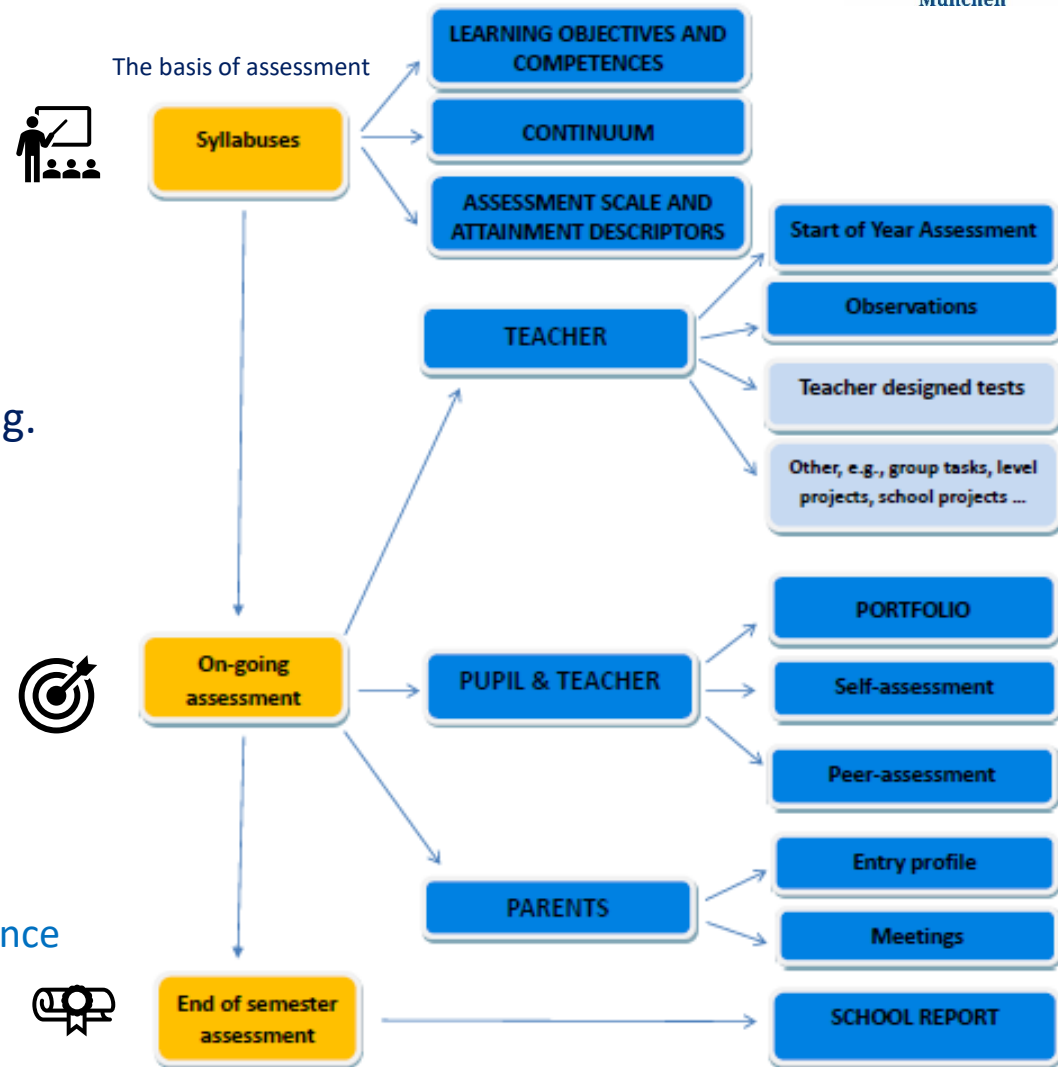 München
The basis of assessment
LEARNING OBJECTIVES AND
COMPETENCES
Syllabuses
CONTINUUM
ASSESSMENT SCALE AND
ATTAINMENT DESCRIPTORS
Start of Year Assessment
Observations
TEACHER
Teacher designed tests
g.
Other, e.g., group tasks, level
projects, school projects ...
PORTFOLIO
On-going
assessment
PUPIL & TEACHER
Self-assessment
Peer-assessment
Entry profile
PARENTS
Meetings
nce
End of semester
assessment
SCHOOL REPORT